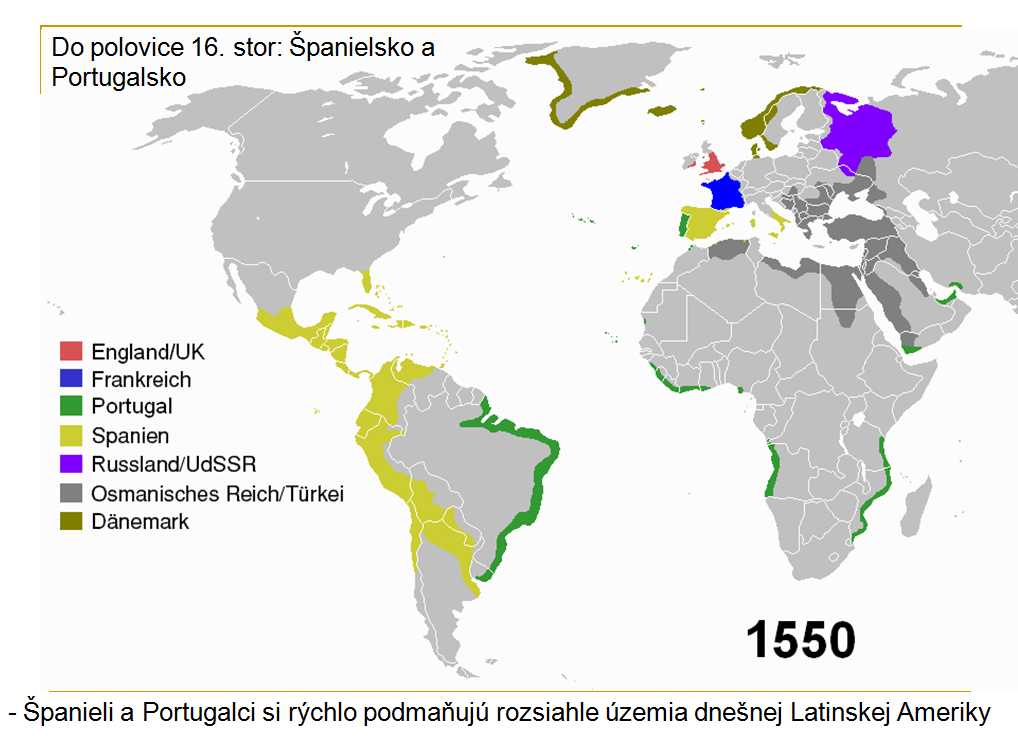 Do polovice 16. stor: Španielsko a
Portugalsko
England/UK
Frankreich
Portugal
Spanien
Russland/UdSSR
Osmanisches Reich/Türkei
Dänemark
1550
- Španieli a Portugalci si rýchlo podmaňujú rozsiahle územia dnešnej Latinskej Ameriky